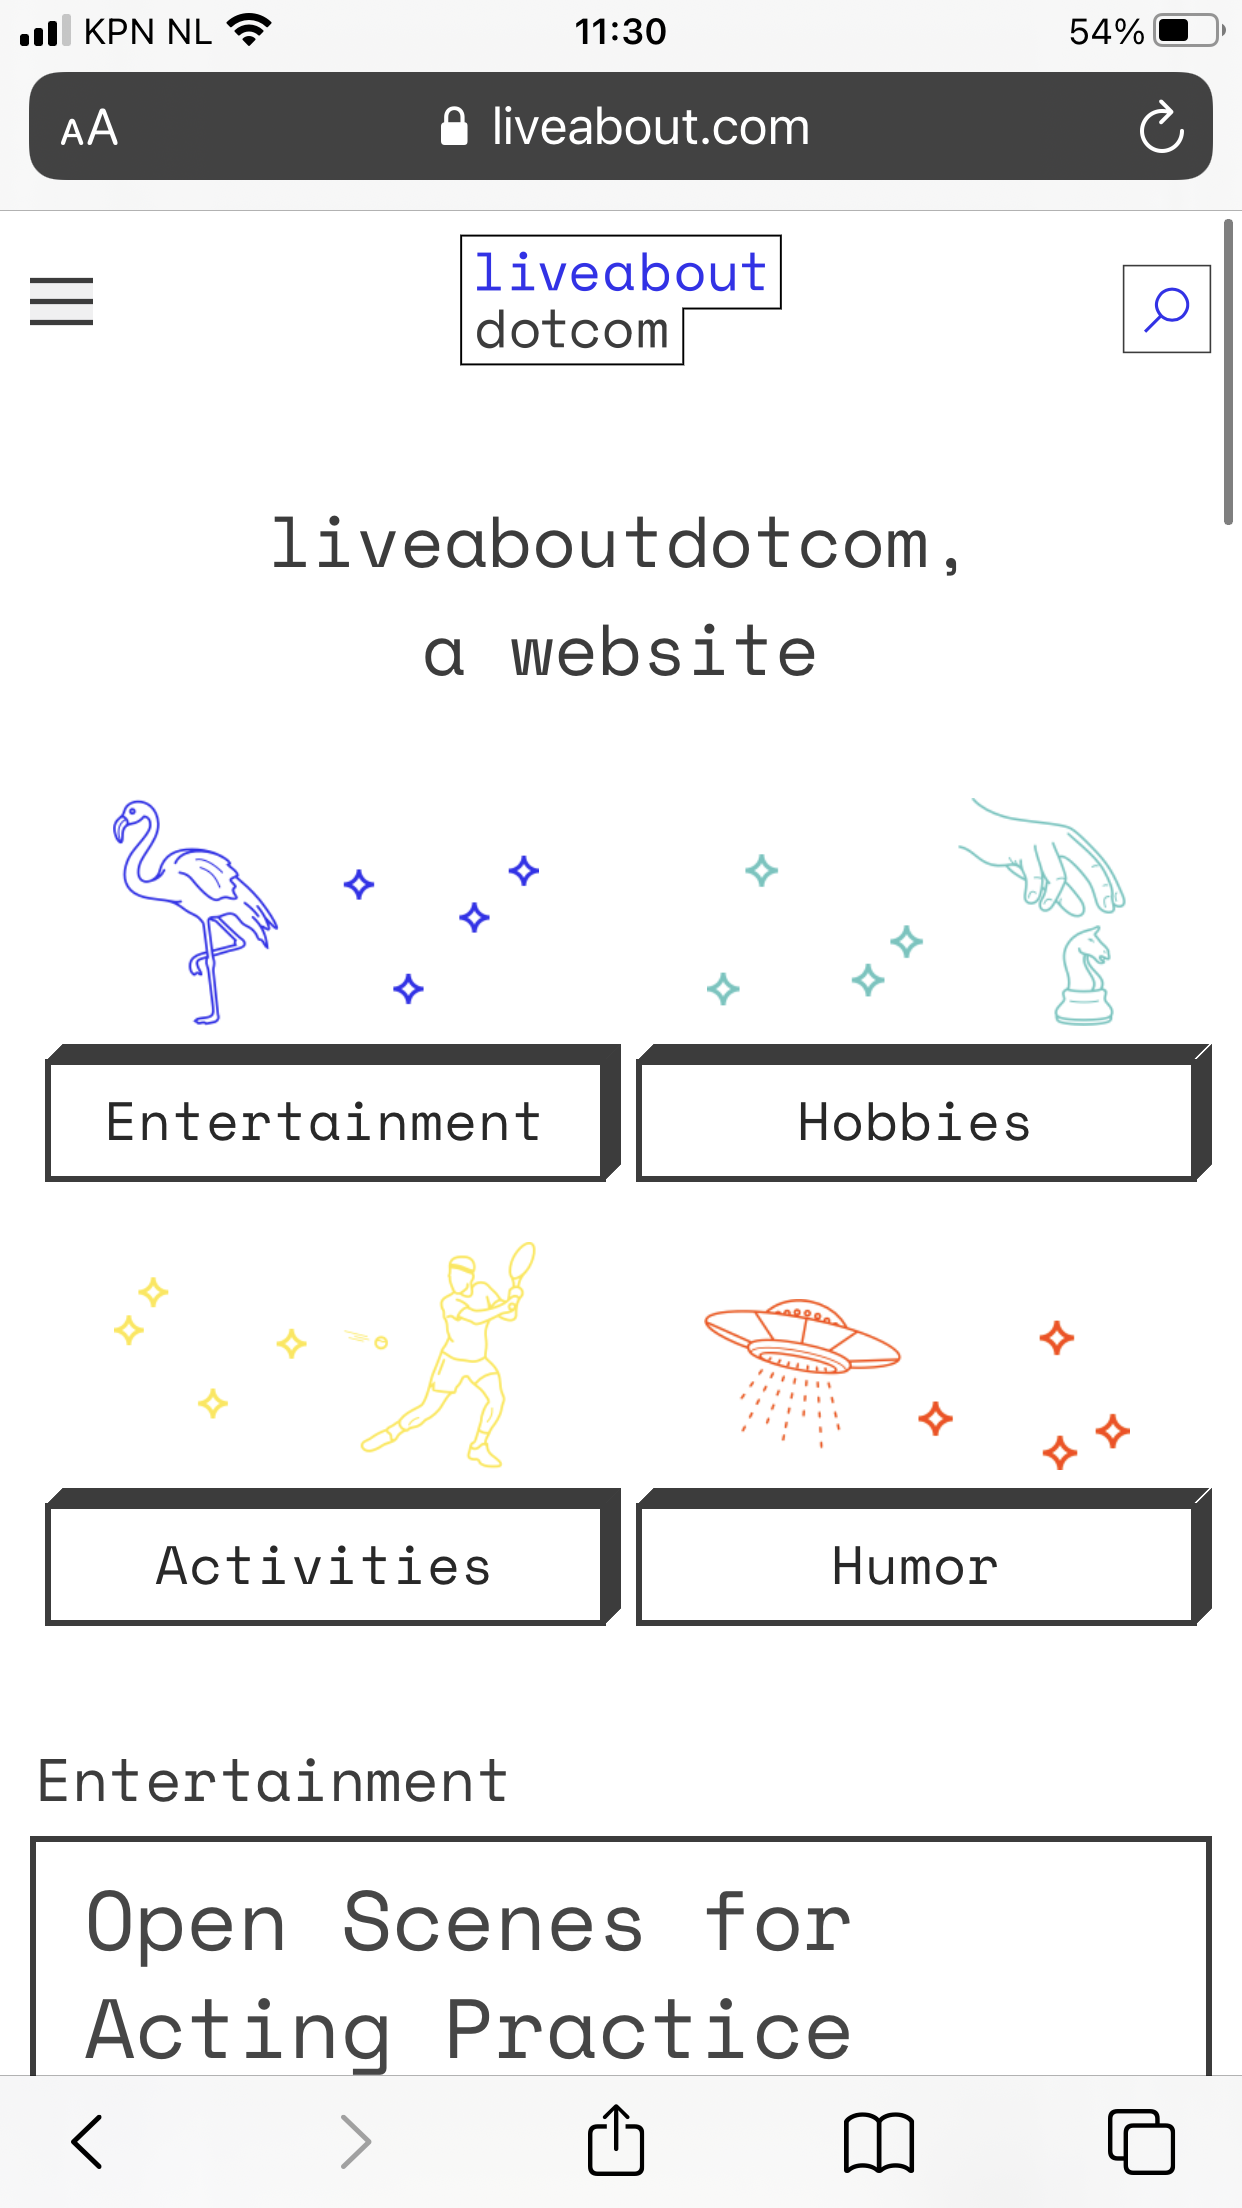 KPN NL 11:30 54%
AA liveabout.com
liveabout
dotcom
liveaboutdotcom,
a website
Entertainment Hobbies
Activities Humor
Entertainment
Open Scenes for
Acting Practice